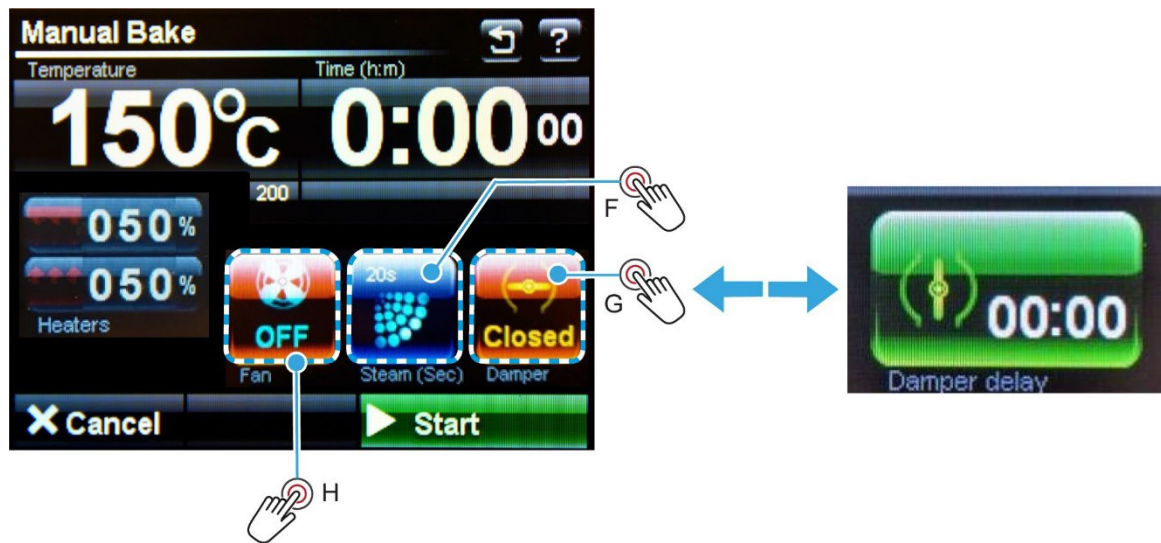 Manual Bake
?
Temperature
Time (h:m)
150°C
0:00 00
200
050%
050%
Heaters
OFF
Fan
20s
Steam (Sec)
Closed
Damper
X Cancel
Start
F
G
H
00:00
Damper delay